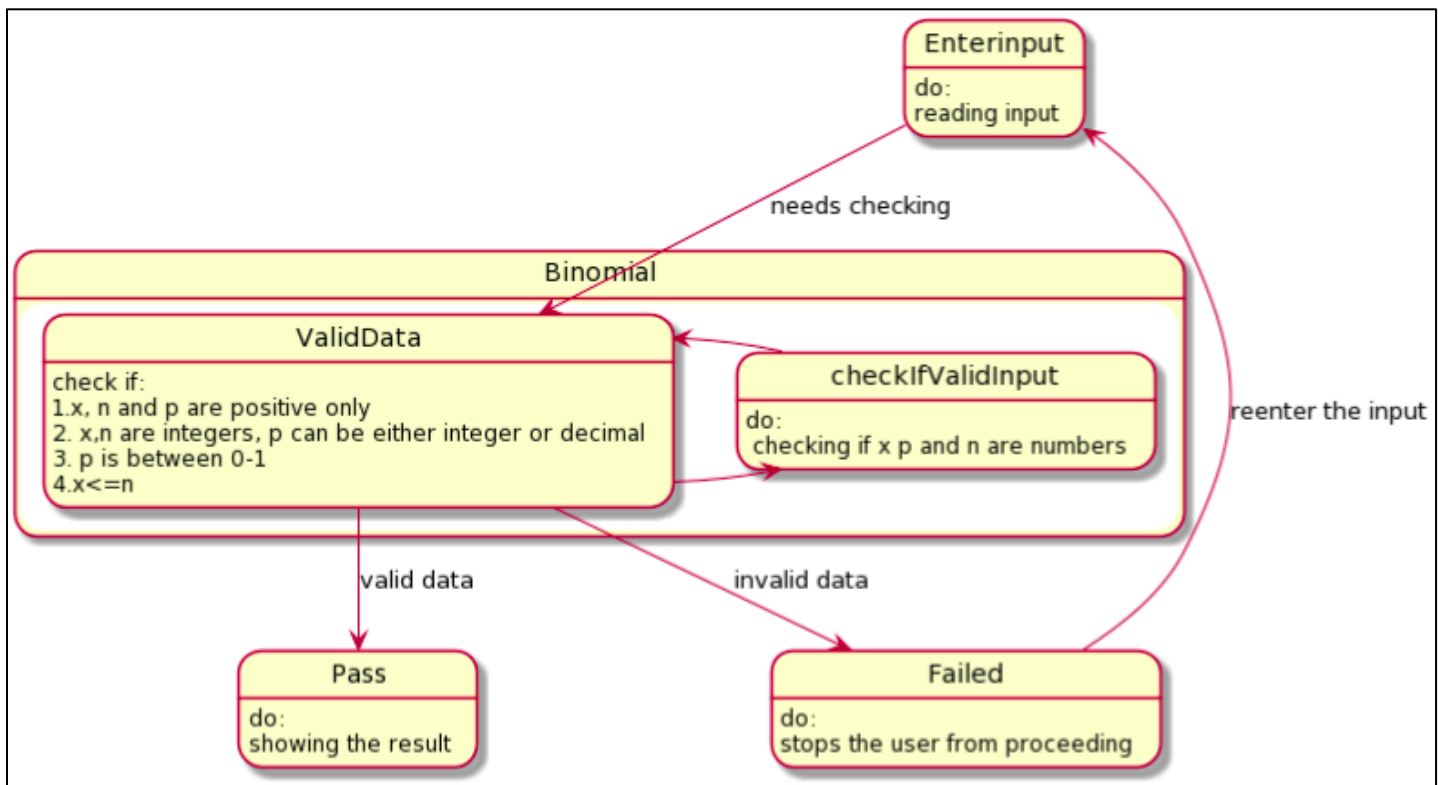 Enterinput
do:
reading input
needs checking
Binomial
ValidData
check if:
1.x, n and p are positive only
2. x,n are integers, p can be either integer or decimal
3. p is between 0-1
4.x<=n
checkIfValidInput
do:
checking if x p and n are numbers
reenter the input
valid data
invalid data
Pass
do:
showing the result
Failed
do:
stops the user from proceeding